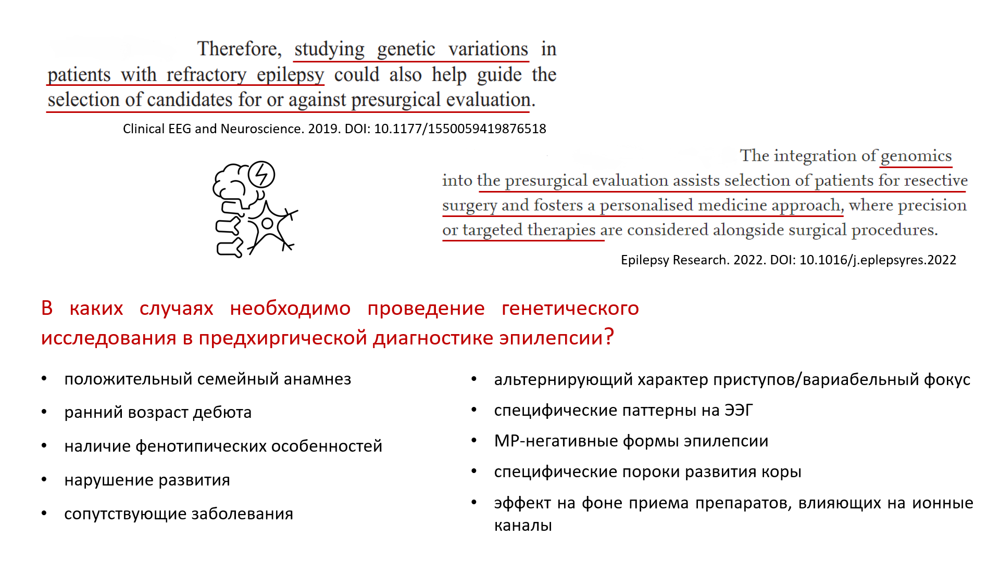 Therefore, studying genetic variations in
patients with refractory epilepsy could also help guide the
selection of candidates for or against presurgical evaluation.
Clinical EEG and Neuroscience. 2019. DOI: 10.1177/1550059419876518
The integration of genomics
into the presurgical evaluation assists selection of patients for resective
surgery and fosters a personalised medicine approach, where precision
or targeted therapies are considered alongside surgical procedures.
Epilepsy Research. 2022. DOI: 10.1016/j.eplepsyres.2022
В каких случаях необходимо проведение генетического
исследования в предхиргической диагностике эпилепсии?
• положительный семейный анамнез
• ранний возраст дебюта
• наличие фенотипических особенностей
• нарушение развития
• сопутствующие заболевания
• альтернирующий характер приступов/вариабельный фокус
• специфические паттерны на ЭЭГ
• МР-негативные формы эпилепсии
• специфические пороки развития коры
• эффект на фоне приема препаратов, влияющих на ионные
каналы